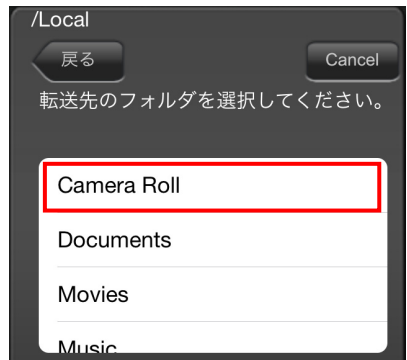 /Local
戻る
Cancel
転送先のフォルダを選択してください。
Camera Roll
Documents
Movies
Music